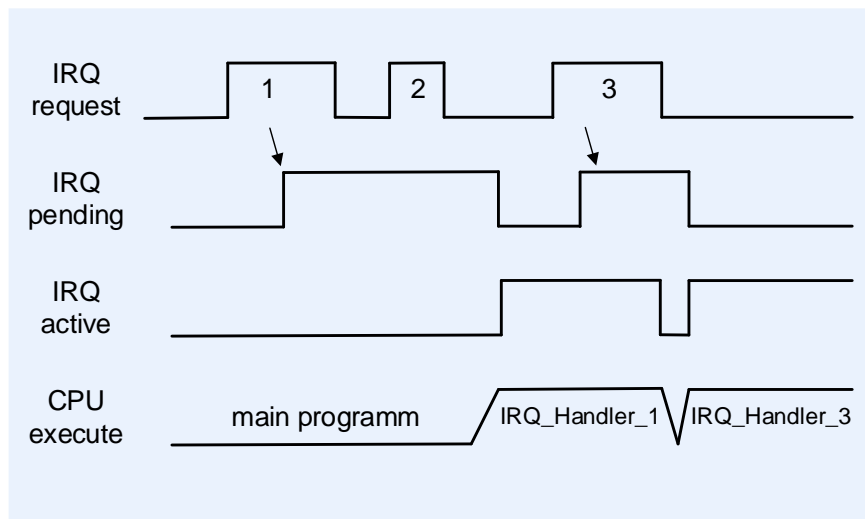 IRQ
request
1
2
3
IRQ
pending
IRQ
active
CPU
execute
main programm
IRQ_Handler_1
IRQ_Handler_3